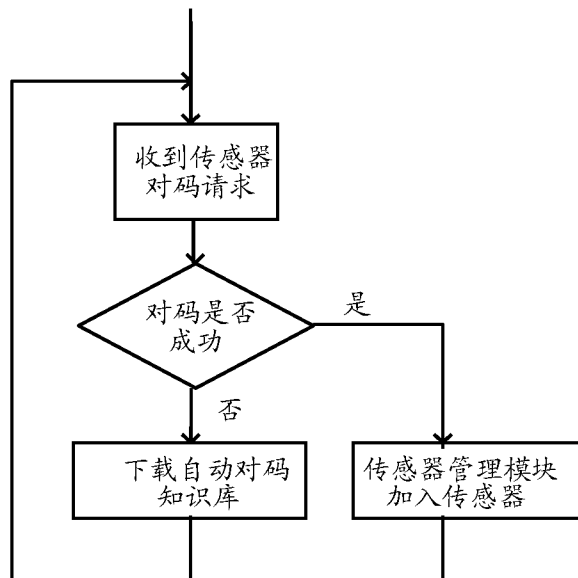 收到传感器
对码请求
对码是否
成功
是
否
下载自动对码
知识库
传感器管理模块
加入传感器